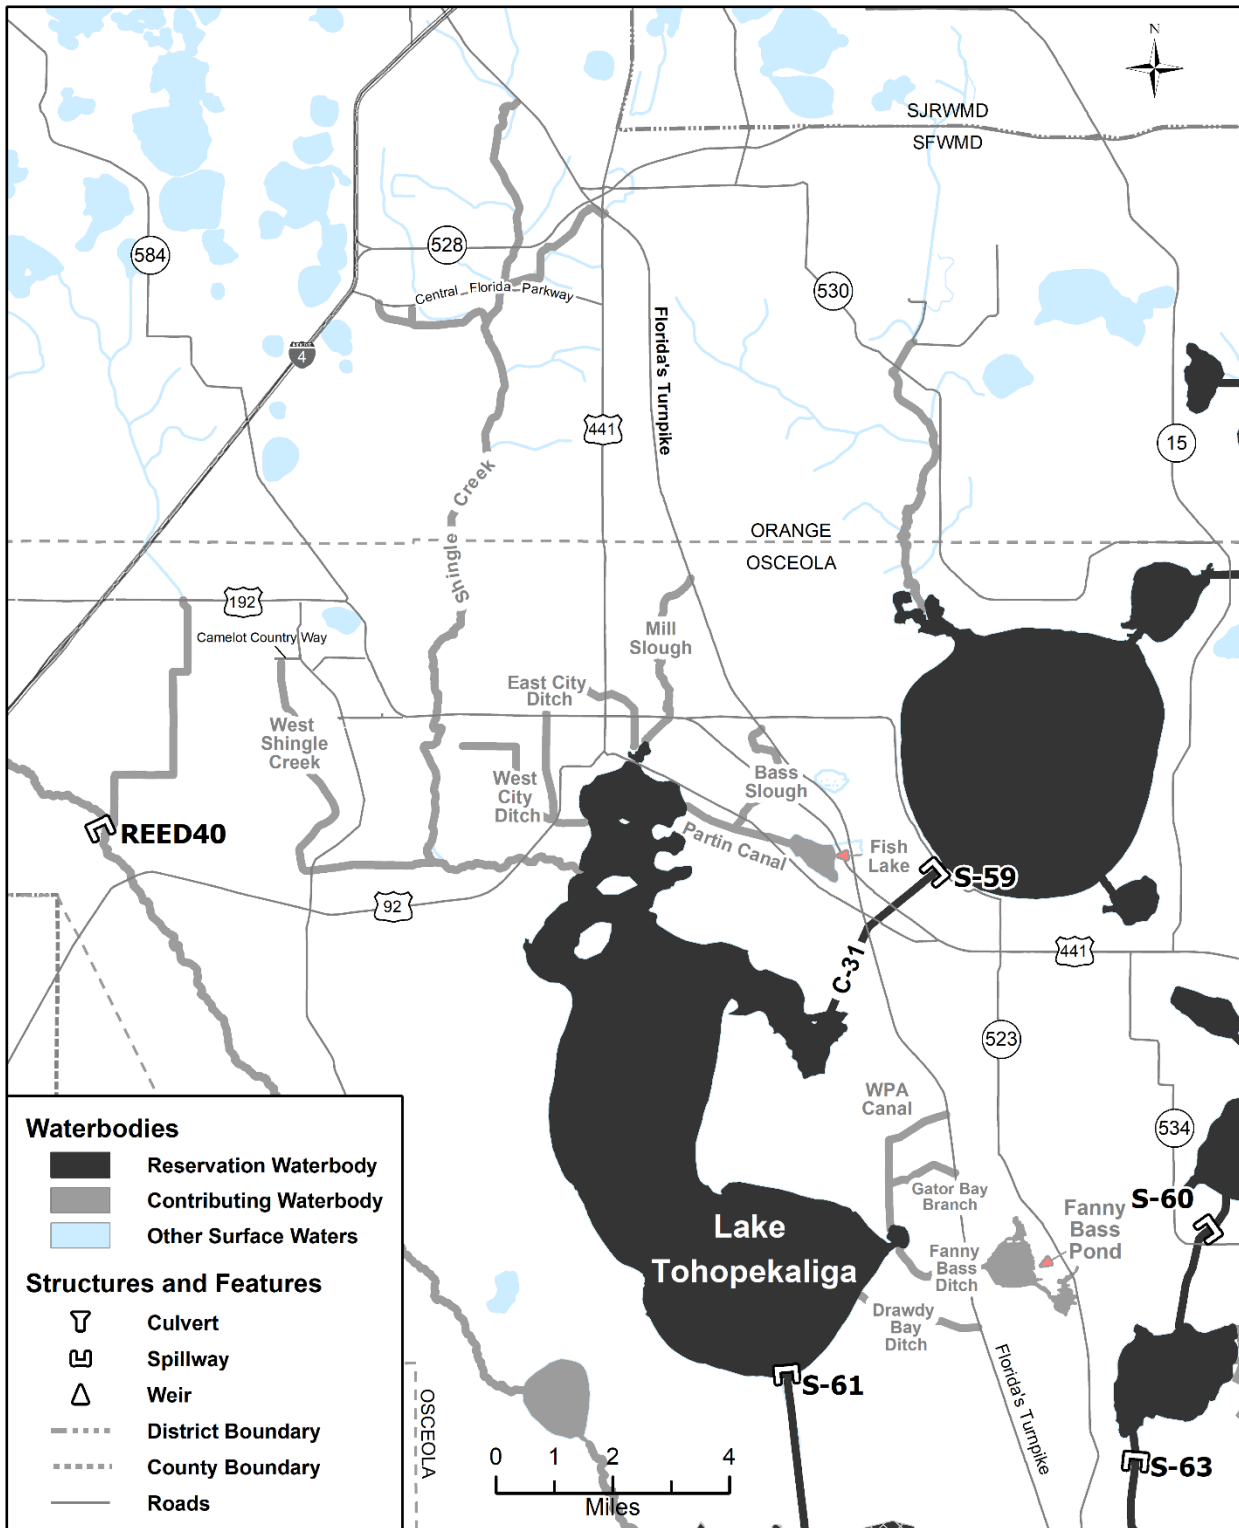 N
SJRWMD
SFWMD
584
528
530
Central Florida Parkway
4
Florida's Turnpike
441
15
Shingle Creek
ORANGE
OSCEOLA
192
Camelot Country Way
Mill
Slough
East City
Ditch
West
Shingle
Creek
West
City
Ditch
Bass
Slough
REED40
Partin Canal
Fish
Lake
S-59
92
441
C-31
523
WPA
Canal
534
Gator Bay
Branch
S-60
Fanny
Bass
Pond
Lake
Tohopekaliga
Fanny
Bass
Ditch
Drawdy
Bay
Ditch
Florida's Turnpike
S-61
S-63
OSCEOLA
0 1 2 4
Miles
Waterbodies
Reservation Waterbody
Contributing Waterbody
Other Surface Waters
Structures and Features
Culvert
Spillway
Weir
District Boundary
County Boundary
Roads